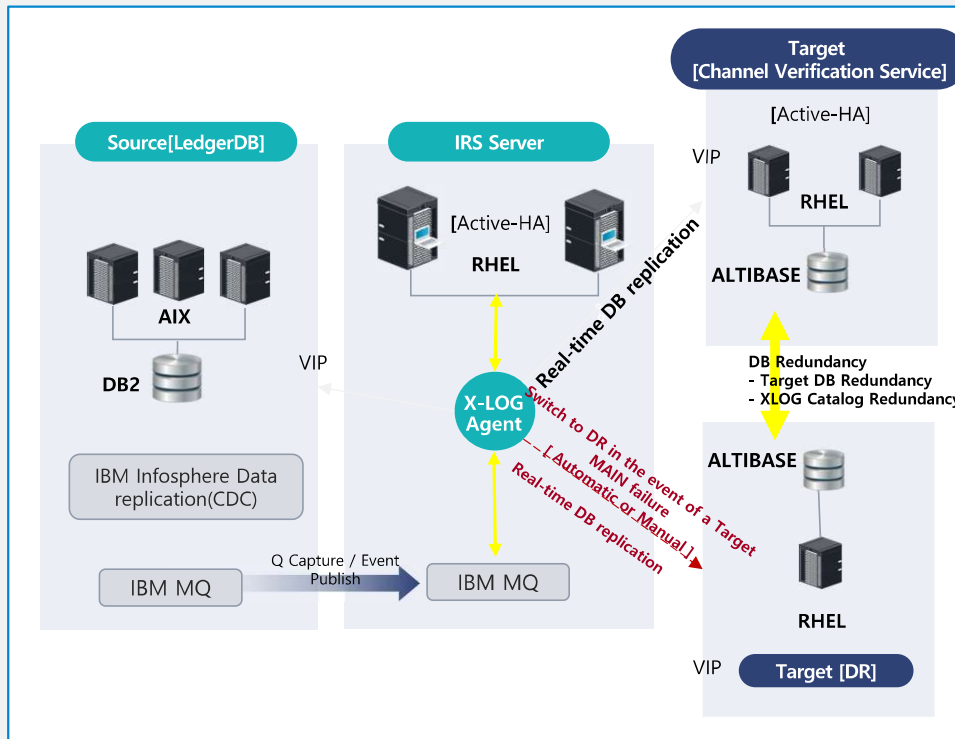 Source[LedgerDB]
AIX
DB2
IBM Infosphere Data
replication(CDC)
IBM MQ
VIP
Q Capture / Event
Publish
IRS Server
[Active-HA]
RHEL
X-LOG
Agent
IBM MQ
Real-time DB replication
Switch to DR in the event of a Target
MAIN failure
[ Automatic or Manual ]
Real-time DB replication
Target
[Channel Verification Service]
[Active-HA]
VIP
RHEL
ALTIBASE
DB Redundancy
- Target DB Redundancy
- XLOG Catalog Redundancy
ALTIBASE
RHEL
VIP
Target [DR]